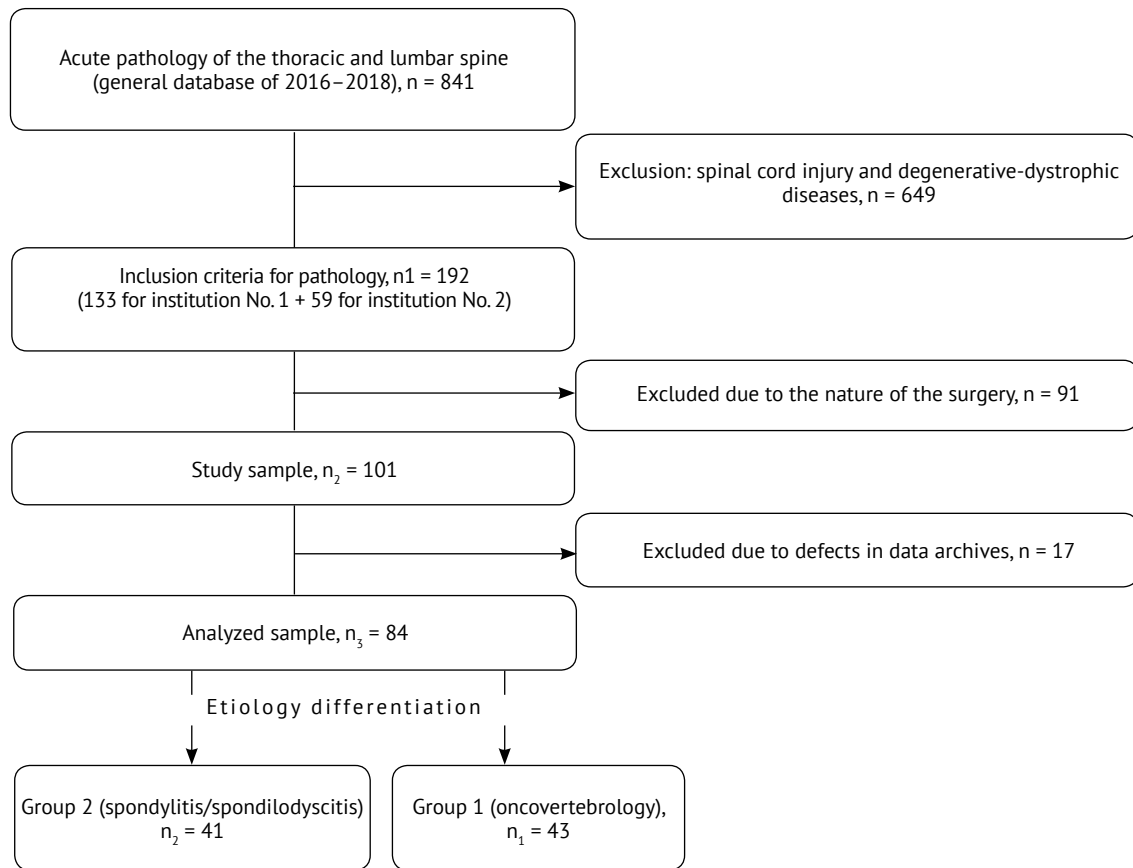 Acute pathology of the thoracic and lumbar spine
(general database of 2016–2018), n = 841
Exclusion: spinal cord injury and degenerative-dystrophic
diseases, n = 649
Inclusion criteria for pathology, n1 = 192
(133 for institution No. 1 + 59 for institution No. 2)
Excluded due to the nature of the surgery, n = 91
Study sample, n₂ = 101
Excluded due to defects in data archives, n = 17
Analyzed sample, n₃ = 84
Etiology differentiation
Group 2 (spondylitis/spondilodyscitis)
n₂ = 41
Group 1 (oncovertebrology),
n₁ = 43